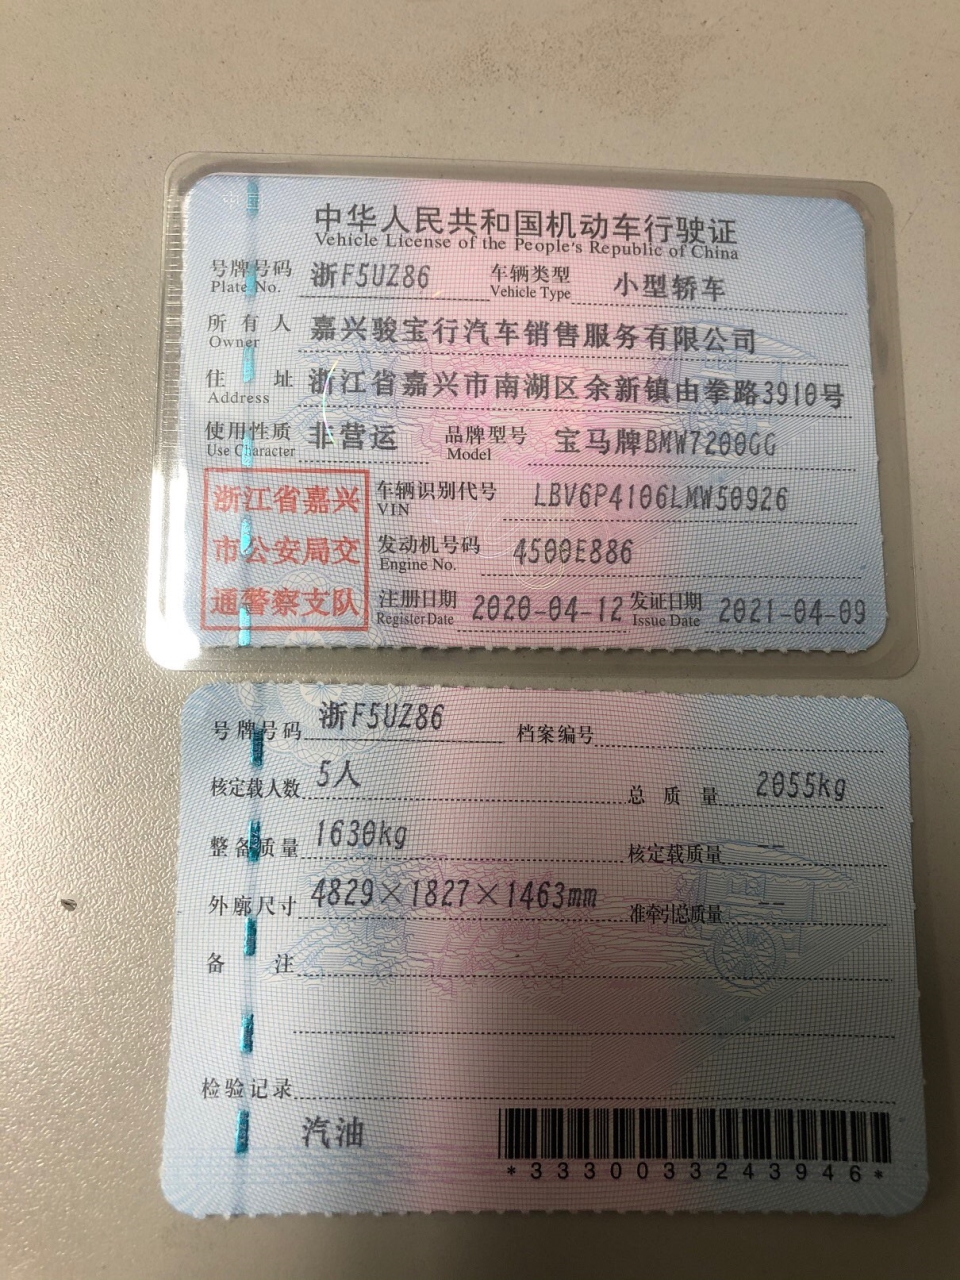 中华人民共和国机动车行驶证
Vehicle License of the People's Republic of China
号牌号码 浙F5UZ86 车辆类型 小型轿车
Plate No. Vehicle Type
所有人 嘉兴骏宝行汽车销售服务有限公司
Owner
住址 浙江省嘉兴市南湖区余新镇由拳路3910号
Address
使用性质 非营运 品牌型号 宝马牌BMW7200GG
Use Character Model
浙江省嘉兴
市公安局交
通警察支队
车辆识别代号 LBV6P4106LMW50926
VIN
发动机号码 4500E886
Engine No.
注册日期 2020-04-12 发证日期 2021-04-09
Register Date Issue Date
号牌号码 浙F5UZ86 档案编号
核定载人数 5人 总质量 2055kg
整备质量 1630kg 核定载质量 --
外廓尺寸 4829×1827×1463mm 准牵引总质量 --
备注
检验记录
汽油
*3330033243946*